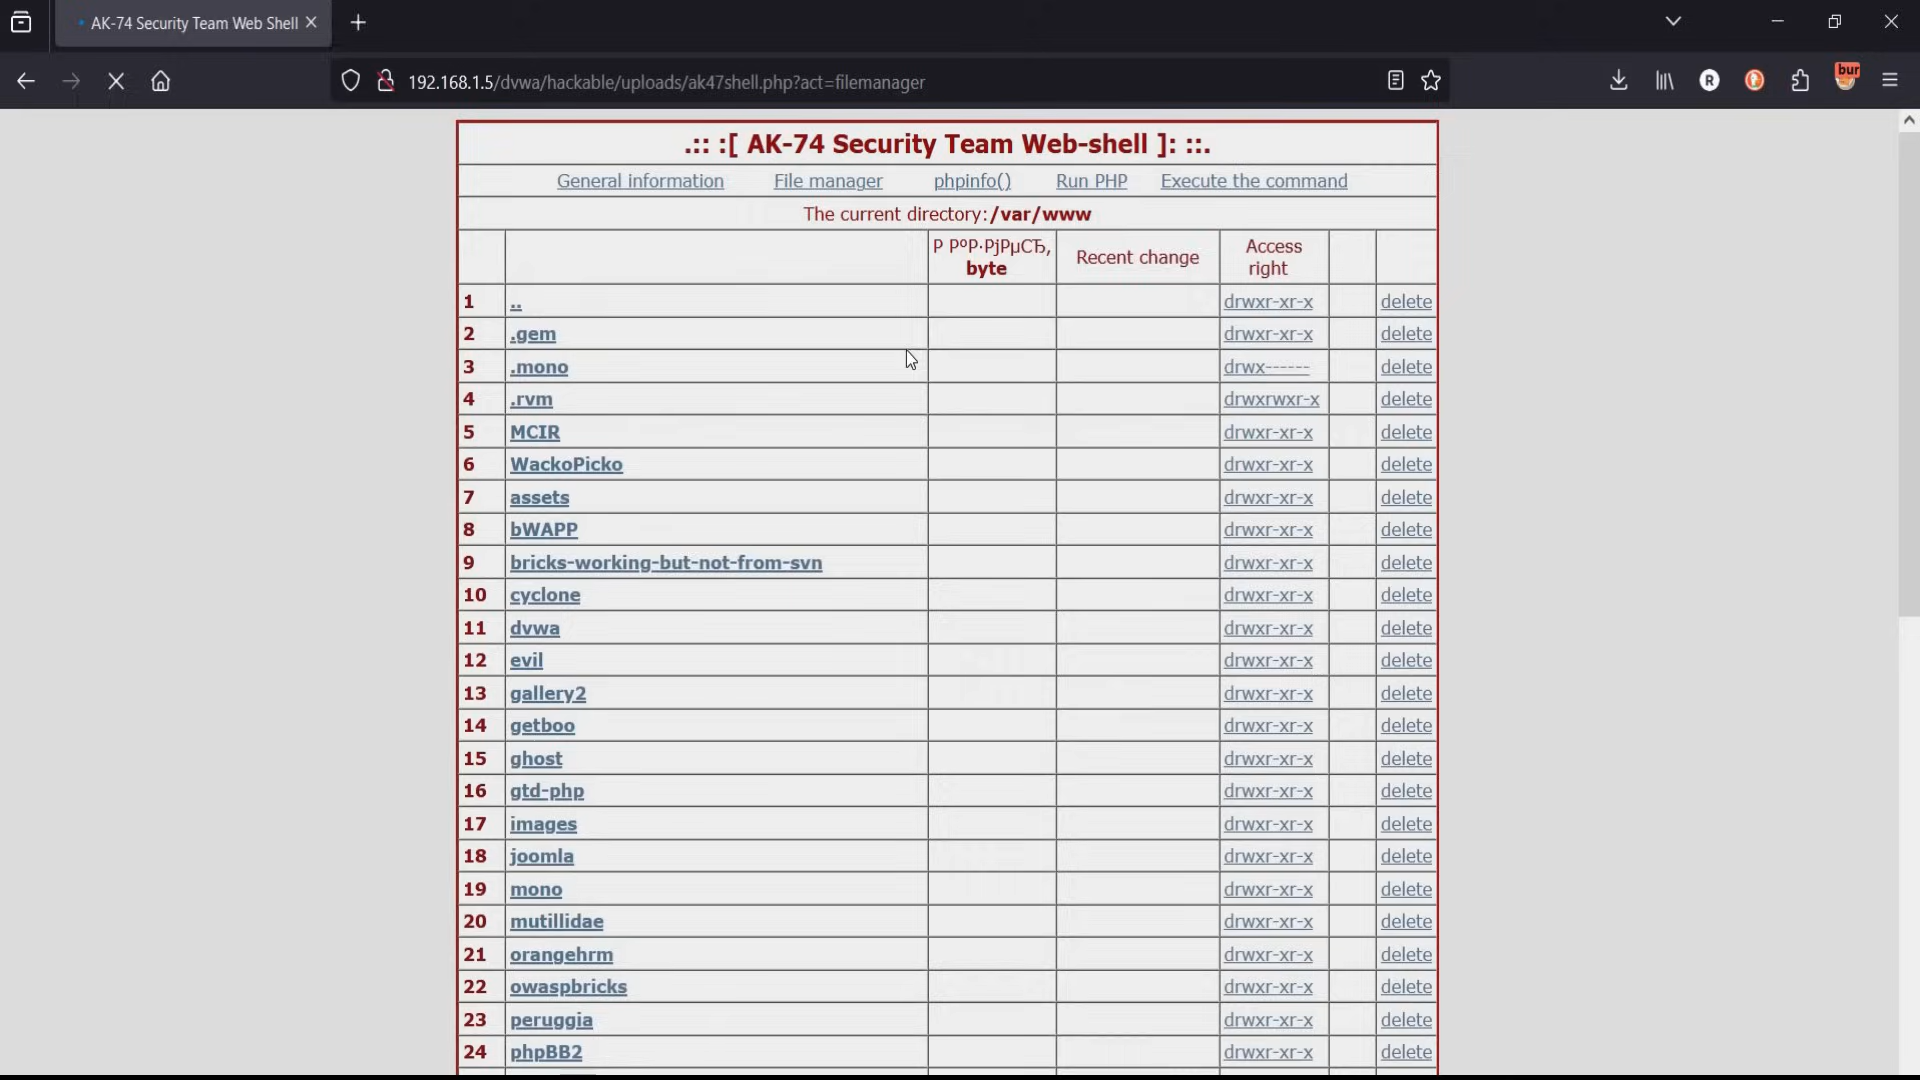 AK-74 Security Team Web Shell
192.168.1.5/dvwa/hackable/uploads/ak47shell.php?act=filemanager
R
bur
.:: :[ AK-74 Security Team Web-shell ]: ::.
General information File manager phpinfo() Run PHP Execute the command
The current directory:/var/www
Р РºР·РјРµСЂ,
byte
Recent change
Access
right
1 .. drwxr-xr-x delete
2 .gem drwxr-xr-x delete
3 .mono drwx------ delete
4 .rvm drwxrwxr-x delete
5 MCIR drwxr-xr-x delete
6 WackoPicko drwxr-xr-x delete
7 assets drwxr-xr-x delete
8 bWAPP drwxr-xr-x delete
9 bricks-working-but-not-from-svn drwxr-xr-x delete
10 cyclone drwxr-xr-x delete
11 dvwa drwxr-xr-x delete
12 evil drwxr-xr-x delete
13 gallery2 drwxr-xr-x delete
14 getboo drwxr-xr-x delete
15 ghost drwxr-xr-x delete
16 gtd-php drwxr-xr-x delete
17 images drwxr-xr-x delete
18 joomla drwxr-xr-x delete
19 mono drwxr-xr-x delete
20 mutillidae drwxr-xr-x delete
21 orangehrm drwxr-xr-x delete
22 owaspbricks drwxr-xr-x delete
23 peruggia drwxr-xr-x delete
24 phpBB2 drwxr-xr-x delete